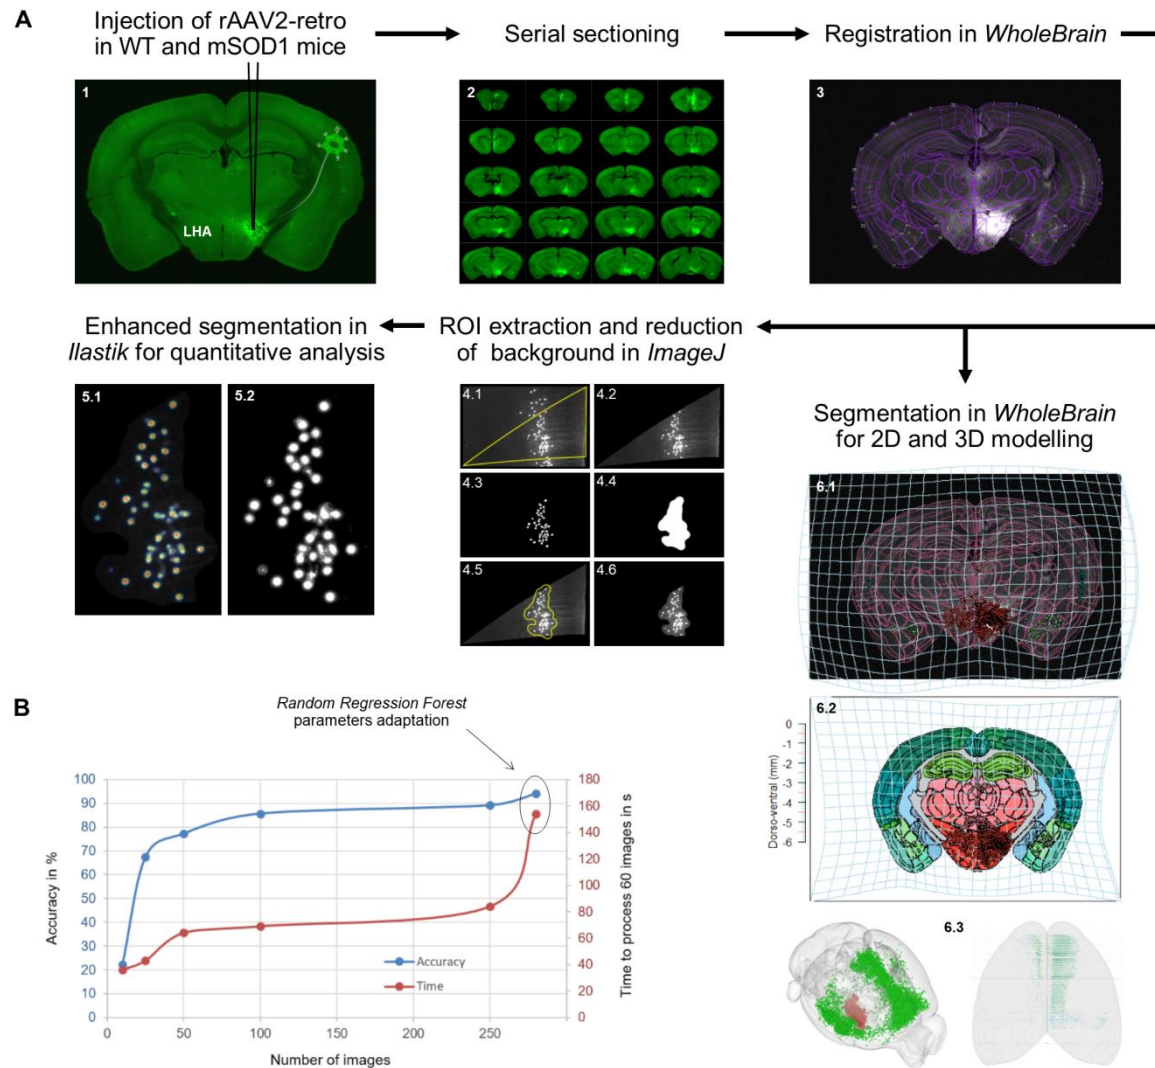 A
Injection of rAAV2-retro
in WT and mSOD1 mice
Serial sectioning
Registration in WholeBrain
1
LHA
2
3
Enhanced segmentation in
Ilastik for quantitative analysis
ROI extraction and reduction
of background in ImageJ
Segmentation in WholeBrain
for 2D and 3D modelling
5.1
5.2
4.1
4.2
4.3
4.4
4.5
4.6
6.1
6.2
0
-1
-2
-3
-4
-5
-6
Dorso-ventral (mm)
6.3
B
Random Regression Forest
parameters adaptation
100
90
80
70
60
50
40
30
20
10
0
Accuracy in %
180
160
140
120
100
80
60
40
20
0
Time to process 60 images in s
Accuracy
Time
0
50
100
150
200
250
Number of images